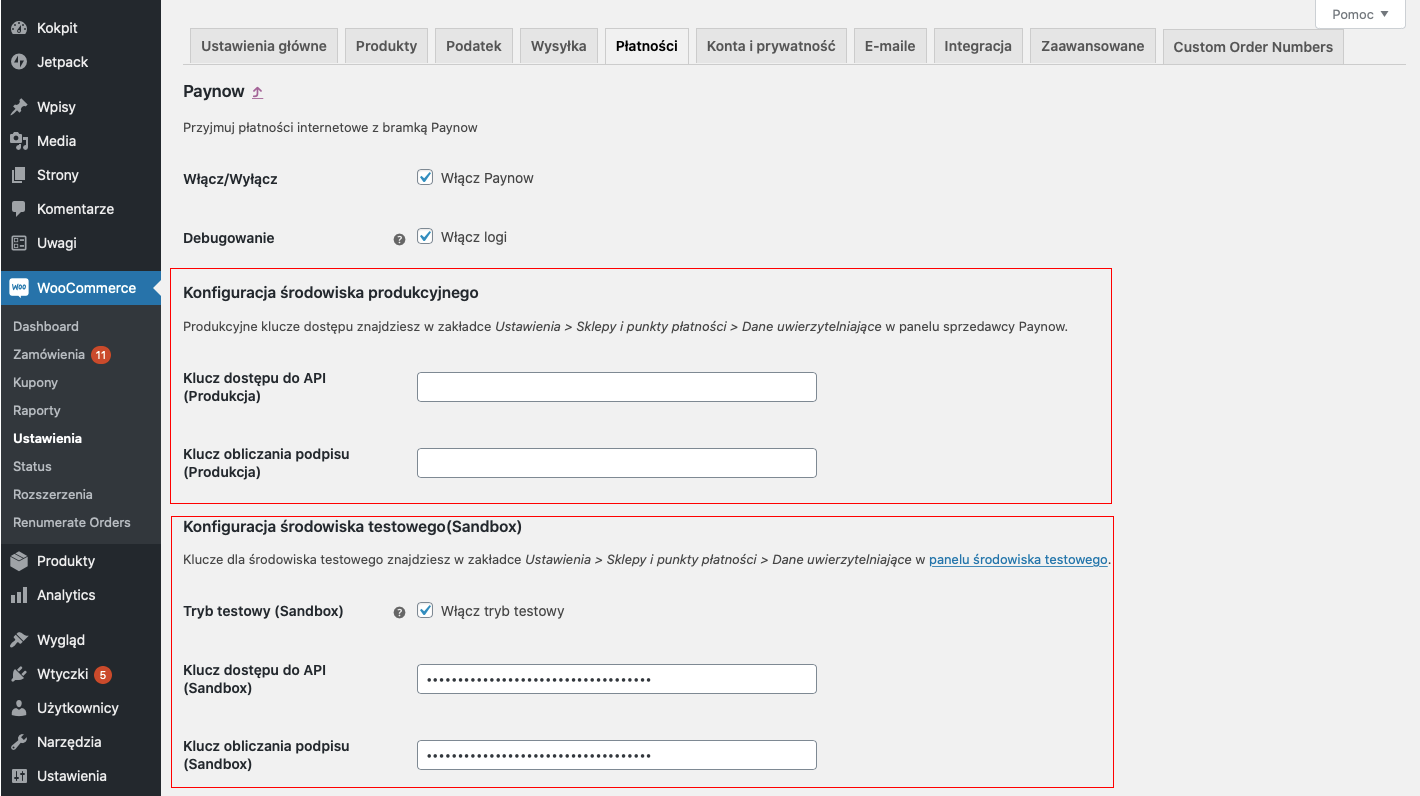 Pomoc ▼
Kokpit
Jetpack
Wpisy
Media
Strony
Komentarze
Uwagi
WooCommerce
Dashboard
Zamówienia 11
Kupony
Raporty
Ustawienia
Status
Rozszerzenia
Renumerate Orders
Produkty
Analytics
Wygląd
Wtyczki 5
Użytkownicy
Narzędzia
Ustawienia
Ustawienia główne
Produkty
Podatek
Wysyłka
Płatności
Konta i prywatność
E-maile
Integracja
Zaawansowane
Custom Order Numbers
Paynow
Przyjmuj płatności internetowe z bramką Paynow
Włącz/Wyłącz
Włącz Paynow
Debugowanie
Włącz logi
Konfiguracja środowiska produkcyjnego
Produkcyjne klucze dostępu znajdziesz w zakładce Ustawienia > Sklepy i punkty płatności > Dane uwierzytelniające w panelu sprzedawcy Paynow.
Klucz dostępu do API
(Produkcja)
Klucz obliczania podpisu
(Produkcja)
Konfiguracja środowiska testowego(Sandbox)
Klucze dla środowiska testowego znajdziesz w zakładce Ustawienia > Sklepy i punkty płatności > Dane uwierzytelniające w panelu środowiska testowego.
Tryb testowy (Sandbox)
Włącz tryb testowy
Klucz dostępu do API
(Sandbox)
Klucz obliczania podpisu
(Sandbox)